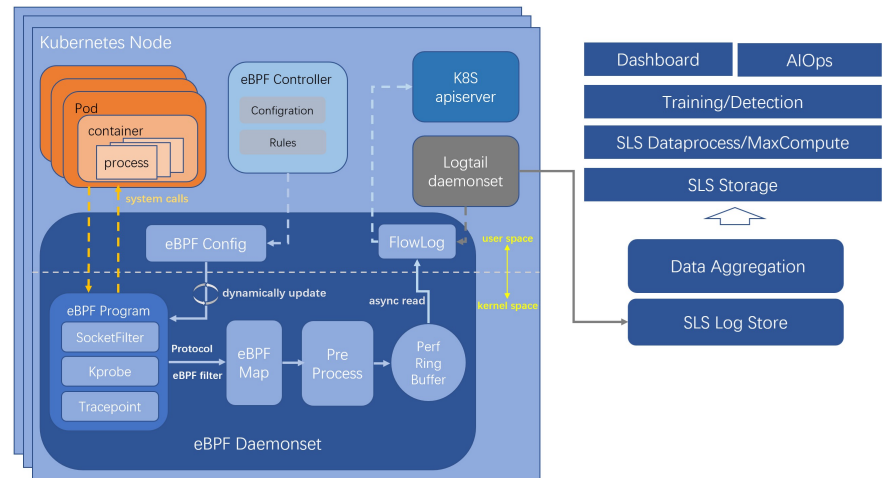 Kubernetes Node
Pod
container
process
system calls
eBPF Controller
Configration
Rules
K8S
apiserver
Logtail
daemonset
eBPF Config
FlowLog
user space
kernel space
dynamically update
async read
eBPF Program
SocketFilter
Kprobe
Tracepoint
Protocol
eBPF filter
eBPF
Map
Pre
Process
Perf
Ring
Buffer
eBPF Daemonset
Dashboard
AIOps
Training/Detection
SLS Dataprocess/MaxCompute
SLS Storage
Data Aggregation
SLS Log Store